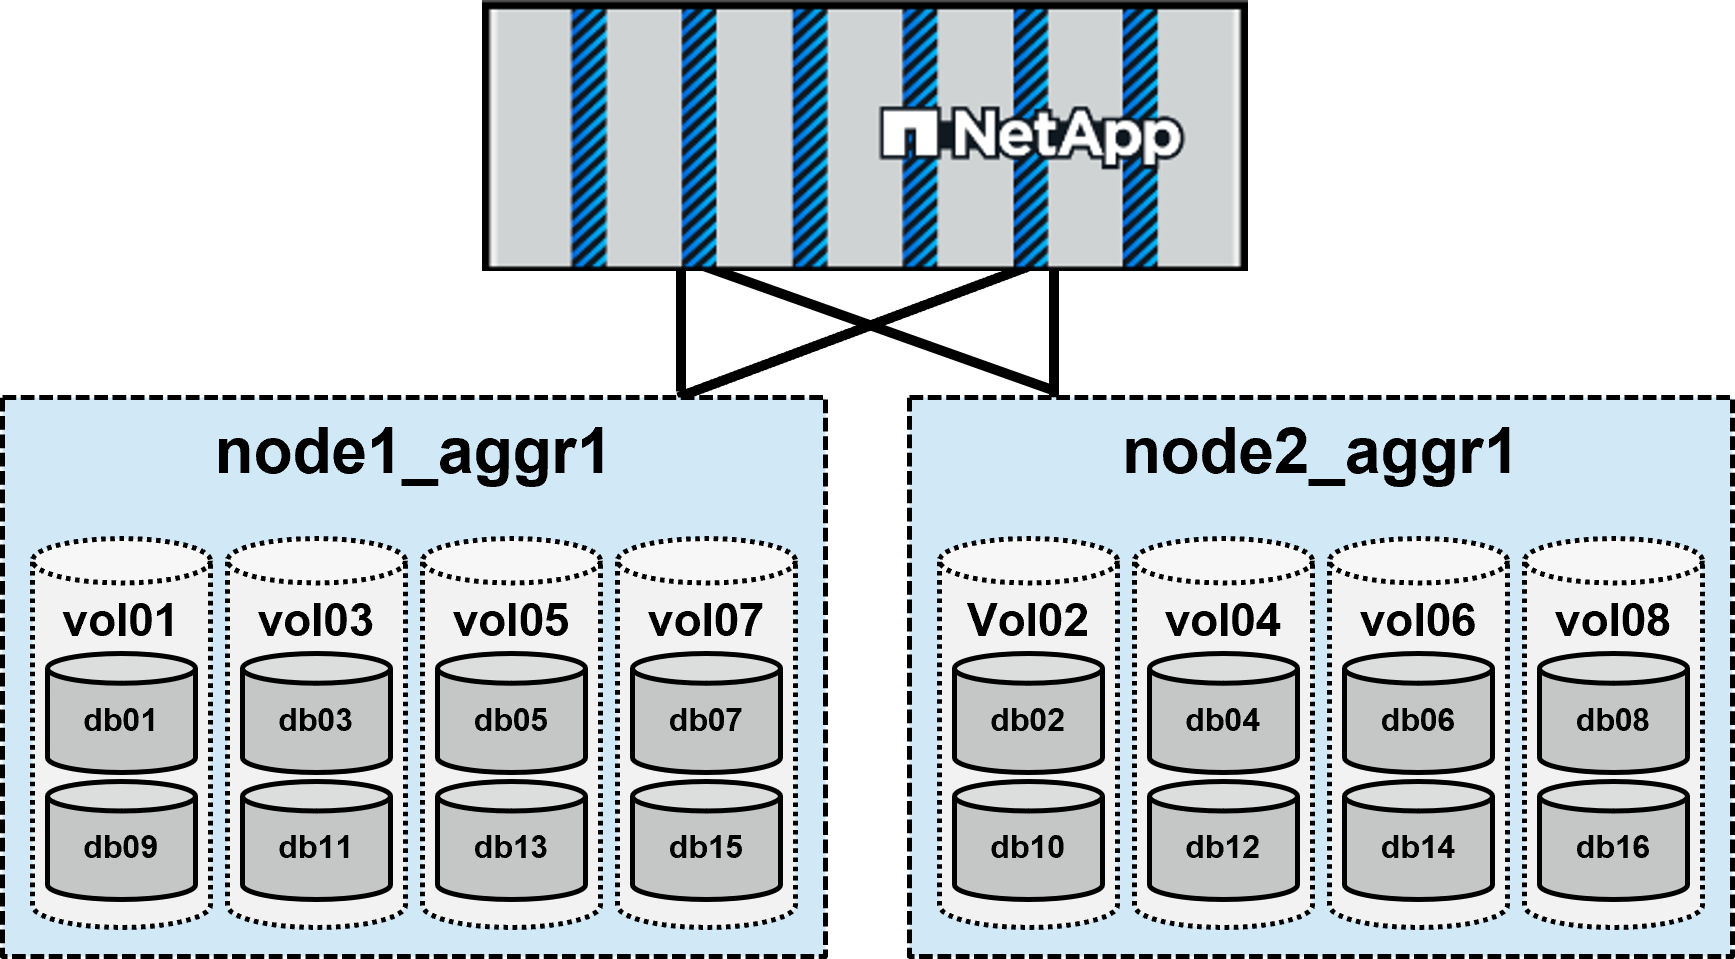 NetApp
node1_aggr1
vol01 vol03 vol05 vol07
db01 db03 db05 db07
db09 db11 db13 db15
node2_aggr1
Vol02 vol04 vol06 vol08
db02 db04 db06 db08
db10 db12 db14 db16